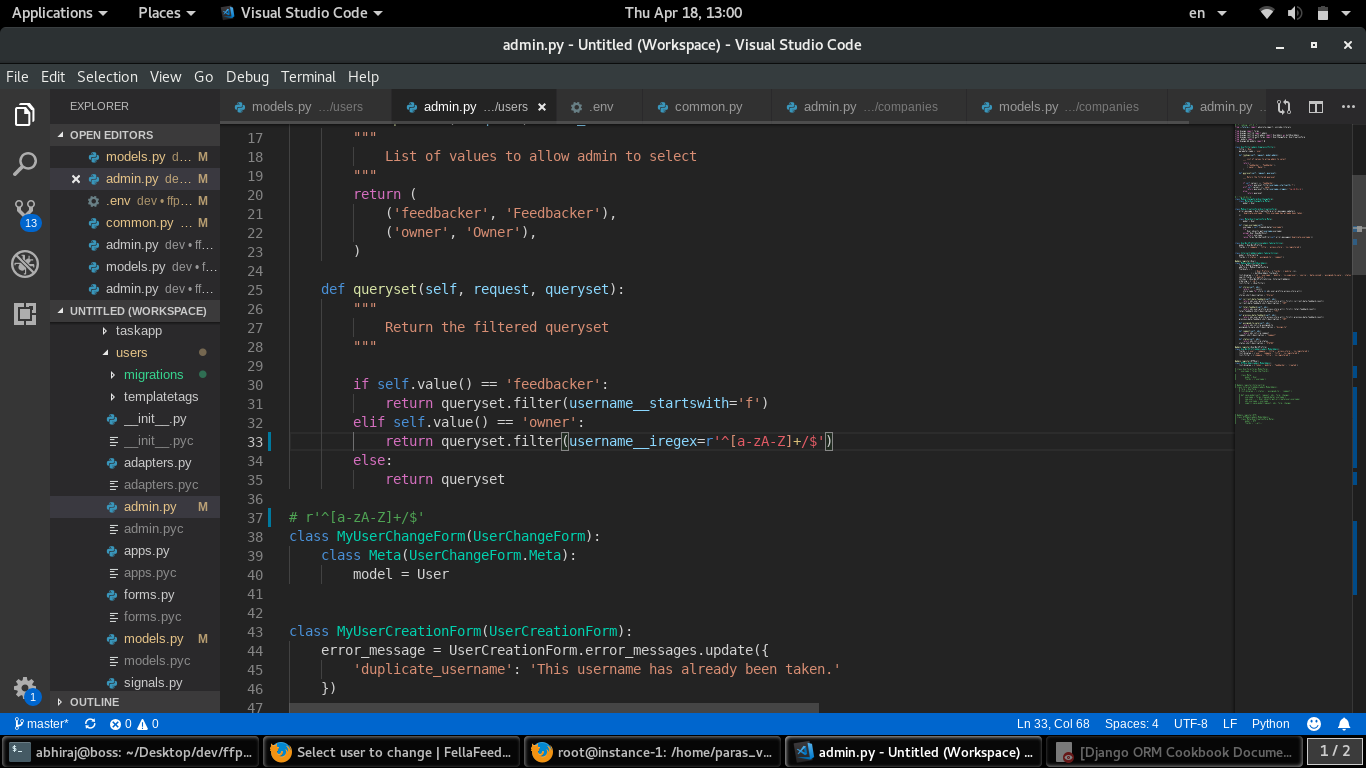 Applications Places Visual Studio Code Thu Apr 18, 13:00 en
admin.py - Untitled (Workspace) - Visual Studio Code
File Edit Selection View Go Debug Terminal Help
EXPLORER
OPEN EDITORS
models.py d... M
admin.py de... M
.env dev • ffp... M
common.py ... M
admin.py dev • ff...
models.py dev • f...
admin.py dev • ff...
UNTITLED (WORKSPACE)
taskapp
users
migrations
templatetags
__init__.py
__init__.pyc
adapters.py
adapters.pyc
admin.py M
admin.pyc
apps.py
apps.pyc
forms.py
forms.pyc
models.py M
models.pyc
signals.py
OUTLINE
13
1
models.py .../users admin.py .../users .env common.py admin.py .../companies models.py .../companies admin.py ...
17 """
18 List of values to allow admin to select
19 """
20 return (
21 ('feedbacker', 'Feedbacker'),
22 ('owner', 'Owner'),
23 )
24
25 def queryset(self, request, queryset):
26 """
27 Return the filtered queryset
28 """
29
30 if self.value() == 'feedbacker':
31 return queryset.filter(username__startswith='f')
32 elif self.value() == 'owner':
33 return queryset.filter(username__iregex=r'^[a-zA-Z]+/$')
34 else:
35 return queryset
36
37 # r'^[a-zA-Z]+/$'
38 class MyUserChangeForm(UserChangeForm):
39 class Meta(UserChangeForm.Meta):
40 model = User
41
42
43 class MyUserCreationForm(UserCreationForm):
44 error_message = UserCreationForm.error_messages.update({
45 'duplicate_username': 'This username has already been taken.'
46 })
47
master* 0 0 Ln 33, Col 68 Spaces: 4 UTF-8 LF Python
abhiraj@boss: ~/Desktop/dev/ffp... Select user to change | FellaFeed... root@instance-1: /home/paras_v... admin.py - Untitled (Workspace) ... [Django ORM Cookbook Docume... 1 / 2